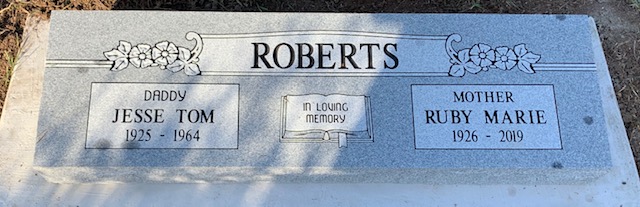 ROBERTS
DADDY
JESSE TOM
1925 - 1964
IN LOVING
MEMORY
MOTHER
RUBY MARIE
1926 - 2019